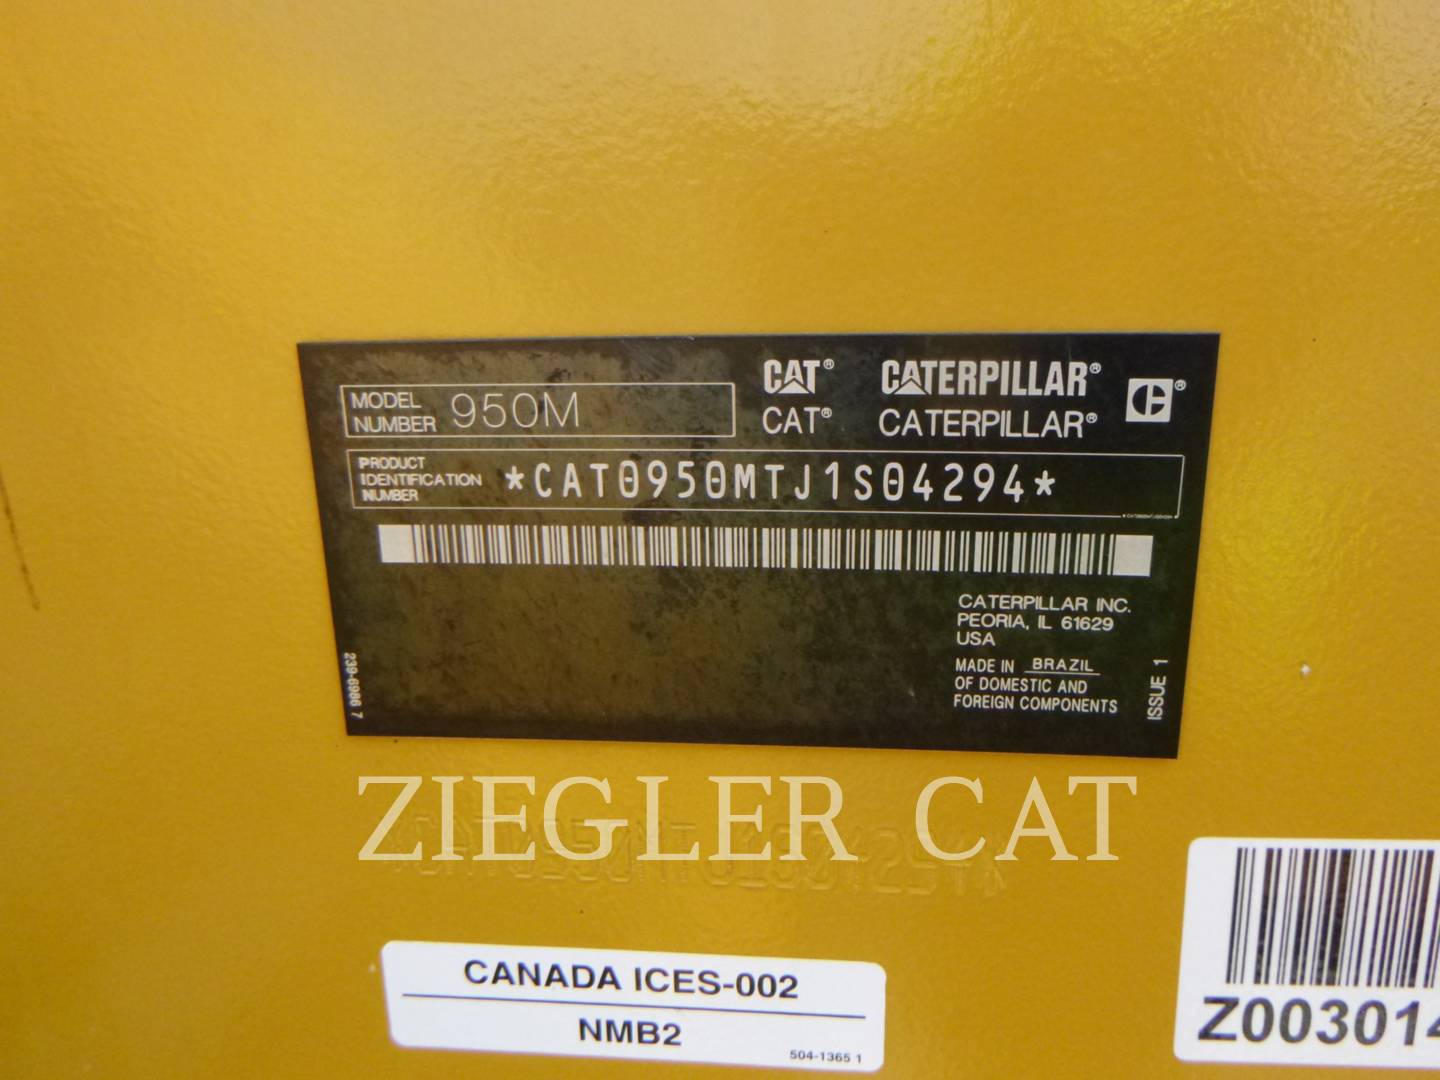 MODEL NUMBER 950M
CAT® CATERPILLAR®
CAT® CATERPILLAR®
PRODUCT IDENTIFICATION NUMBER *CAT0950MTJ1S04294*
CATERPILLAR INC.
PEORIA, IL 61629
USA
MADE IN BRAZIL
OF DOMESTIC AND
FOREIGN COMPONENTS
239-6986 7
ISSUE 1
ZIEGLER CAT
CANADA ICES-002
NMB2
504-1365 1
Z003014